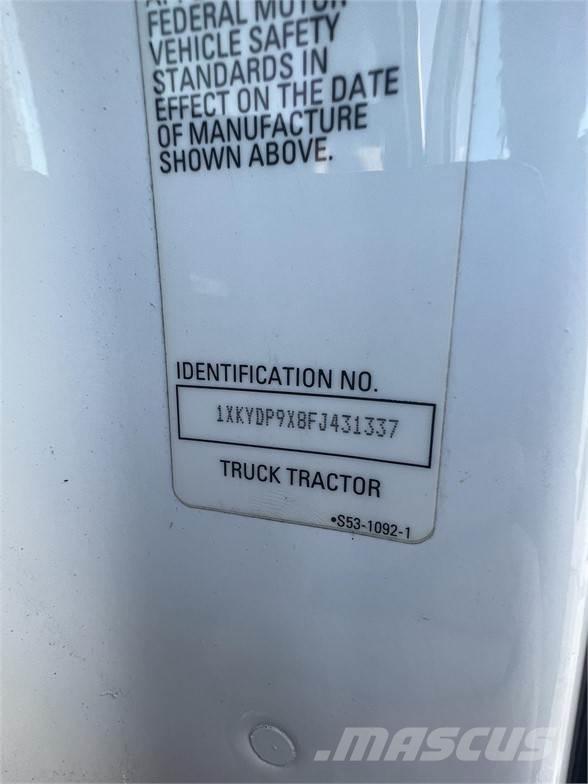 FEDERAL MOTOR
VEHICLE SAFETY
STANDARDS IN
EFFECT ON THE DATE
OF MANUFACTURE
SHOWN ABOVE.
IDENTIFICATION NO.
1XKYDP9X8FJ431337
TRUCK TRACTOR
•S53-1092-1
MASCUS